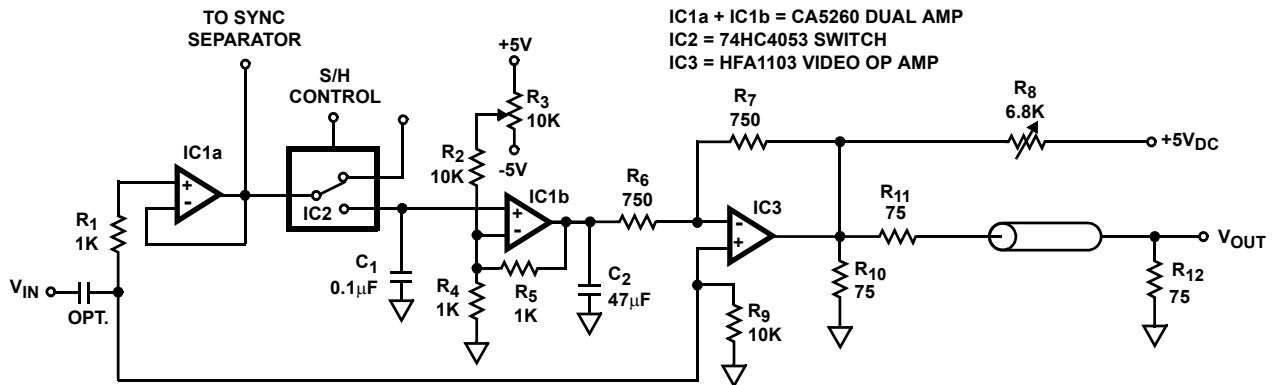 TO SYNC
SEPARATOR
IC1a + IC1b = CA5260 DUAL AMP
IC2 = 74HC4053 SWITCH
IC3 = HFA1103 VIDEO OP AMP
S/H
CONTROL
+5V
R3
10K
-5V
R7
750
R8
6.8K
+5VDC
IC1a
+
-
R2
10K
IC1b
+
-
R6
750
IC2
IC3
-
+
R11
75
VOUT
R1
1K
C1
0.1µF
R4
1K
R5
1K
C2
47µF
R10
75
R12
75
VIN
OPT.
R9
10K